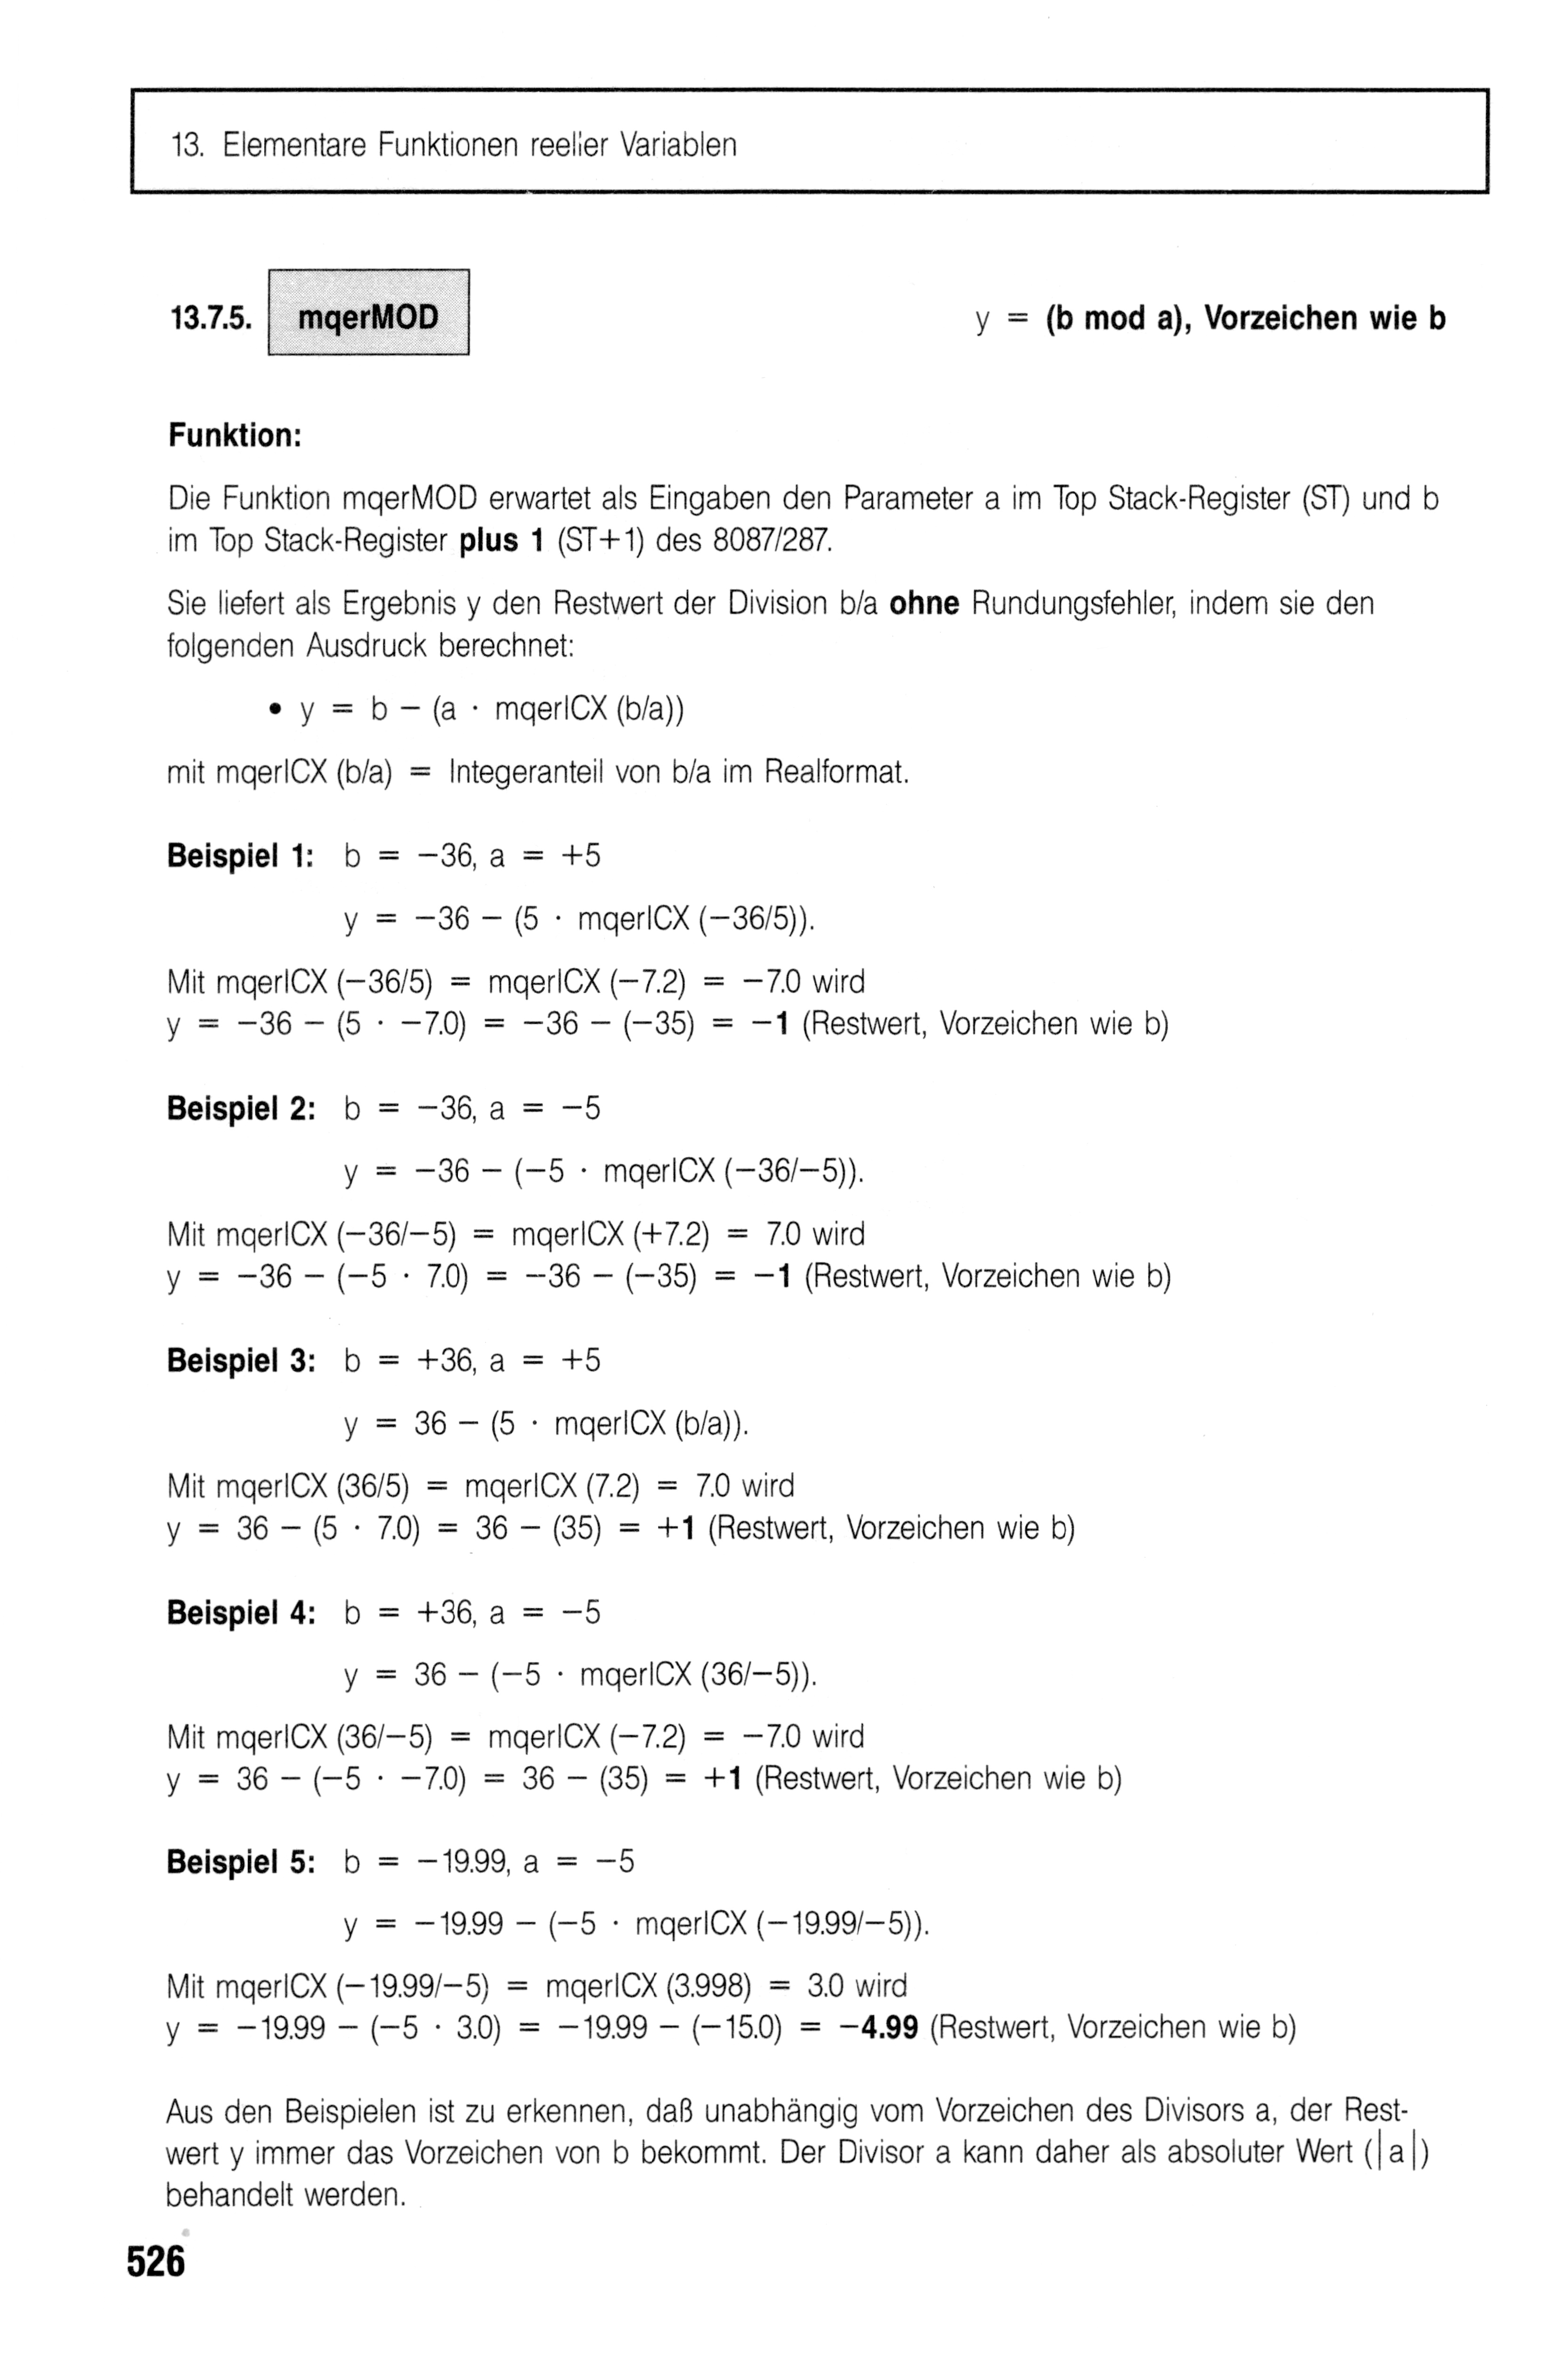 13. Elementare Funktionen reeller Variablen
13.7.5. mqerMOD y = (b mod a), Vorzeichen wie b
Funktion:
Die Funktion mqerMOD erwartet als Eingaben den Parameter a im Top Stack-Register (ST) und b
im Top Stack-Register plus 1 (ST+1) des 8087/287.
Sie liefert als Ergebnis y den Restwert der Division b/a ohne Rundungsfehler, indem sie den
folgenden Ausdruck berechnet:
• y = b − (a · mqerICX (b/a))
mit mqerICX (b/a) = Integeranteil von b/a im Realformat.
Beispiel 1: b = −36, a = +5
y = −36 − (5 · mqerICX (−36/5)).
Mit mqerICX (−36/5) = mqerICX (−7.2) = −7.0 wird
y = −36 − (5 · −7.0) = −36 − (−35) = −1 (Restwert, Vorzeichen wie b)
Beispiel 2: b = −36, a = −5
y = −36 − (−5 · mqerICX (−36/−5)).
Mit mqerICX (−36/−5) = mqerICX (+7.2) = 7.0 wird
y = −36 − (−5 · 7.0) = −36 − (−35) = −1 (Restwert, Vorzeichen wie b)
Beispiel 3: b = +36, a = +5
y = 36 − (5 · mqerICX (b/a)).
Mit mqerICX (36/5) = mqerICX (7.2) = 7.0 wird
y = 36 − (5 · 7.0) = 36 − (35) = +1 (Restwert, Vorzeichen wie b)
Beispiel 4: b = +36, a = −5
y = 36 − (−5 · mqerICX (36/−5)).
Mit mqerICX (36/−5) = mqerICX (−7.2) = −7.0 wird
y = 36 − (−5 · −7.0) = 36 − (35) = +1 (Restwert, Vorzeichen wie b)
Beispiel 5: b = −19.99, a = −5
y = −19.99 − (−5 · mqerICX (−19.99/−5)).
Mit mqerICX (−19.99/−5) = mqerICX (3.998) = 3.0 wird
y = −19.99 − (−5 · 3.0) = −19.99 − (−15.0) = −4.99 (Restwert, Vorzeichen wie b)
Aus den Beispielen ist zu erkennen, daß unabhängig vom Vorzeichen des Divisors a, der Rest-
wert y immer das Vorzeichen von b bekommt. Der Divisor a kann daher als absoluter Wert (|a|)
behandelt werden.
526